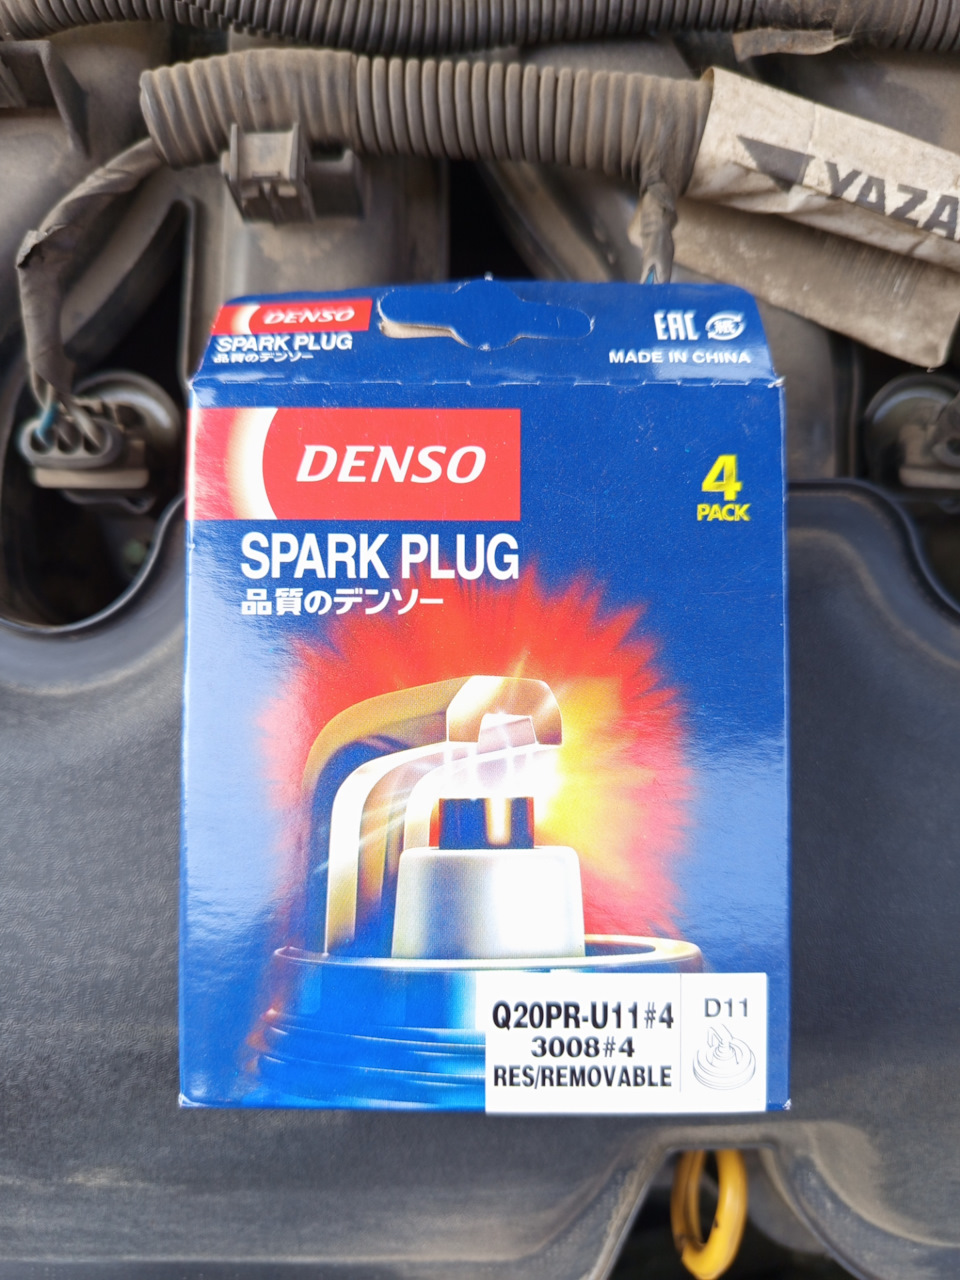 YAZA
DENSO
SPARK PLUG
品質のデンソー
EAC
MADE IN CHINA
DENSO
4
PACK
SPARK PLUG
品質のデンソー
Q20PR-U11#4
3008#4
RES/REMOVABLE
D11